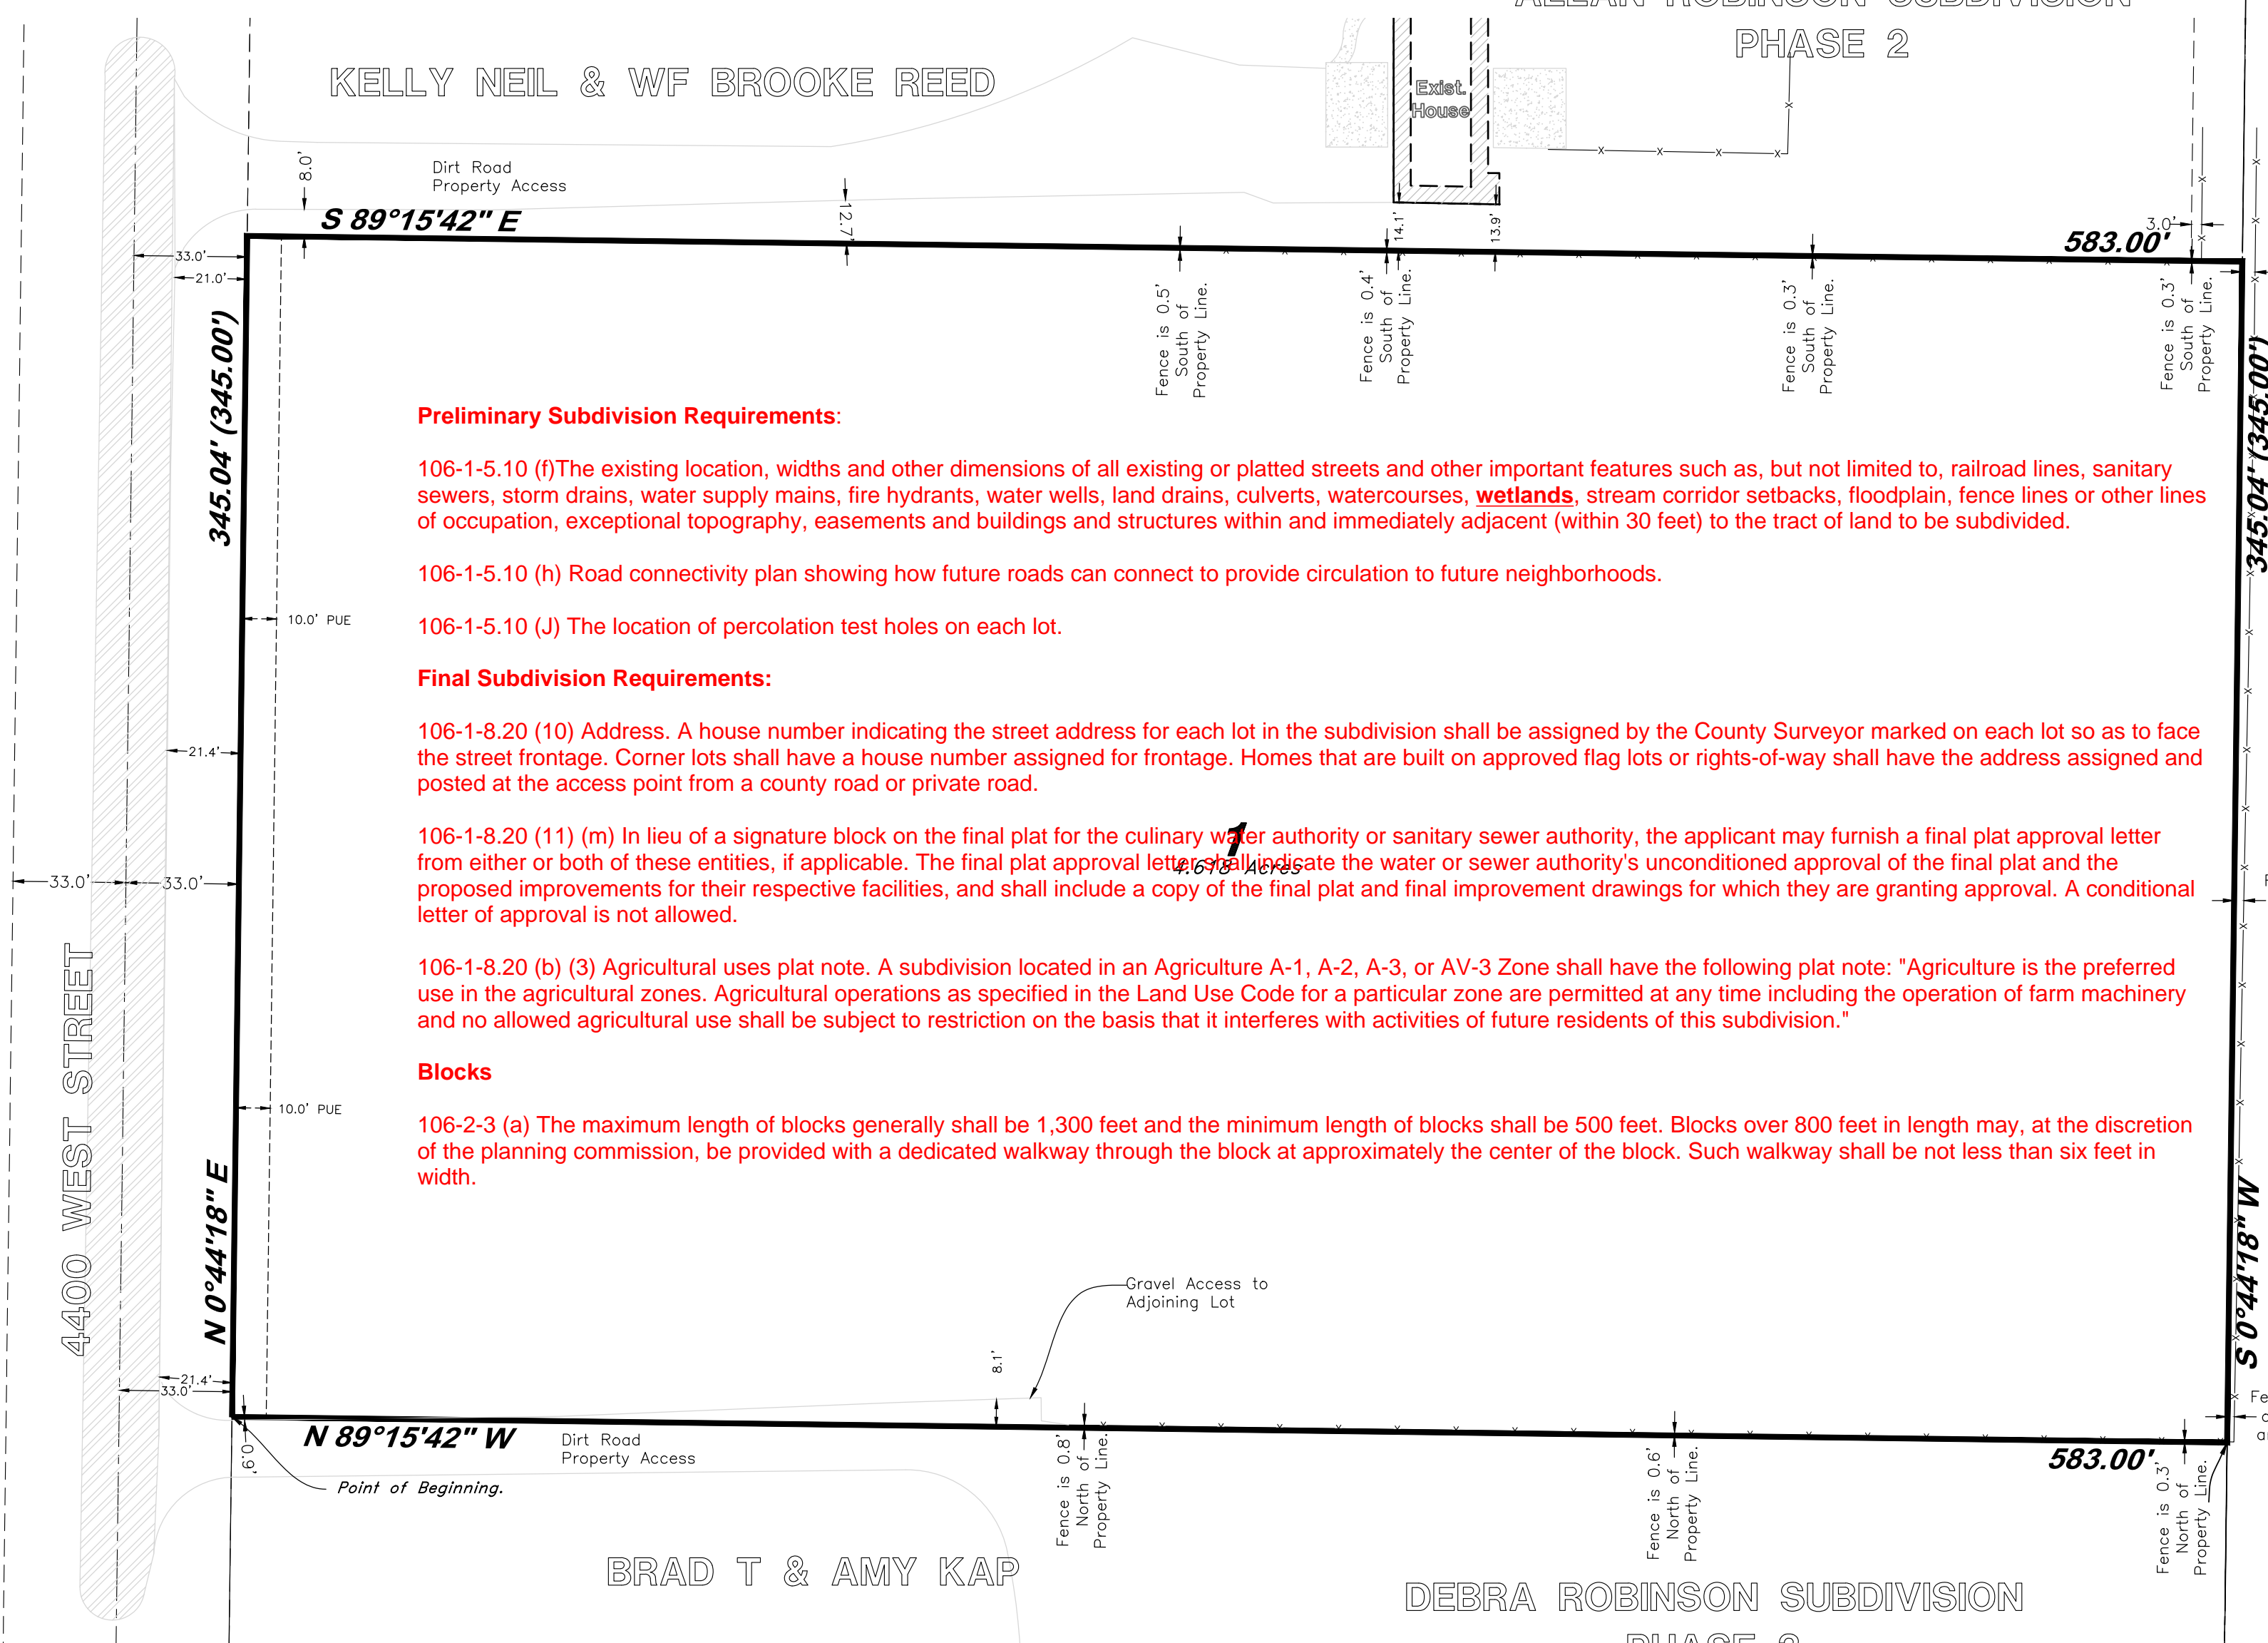 ALLAN ROBINSON SUBDIVISION
PHASE 2
KELLY NEIL & WF BROOKE REED
Exist.
House
8.0'
Dirt Road
Property Access
12.7'
14.1'
13.9'
3.0'
S 89°15'42" E
583.00'
33.0'
21.0'
Fence is 0.5'
South of
Property Line.
Fence is 0.4'
South of
Property Line.
Fence is 0.3'
South of
Property Line.
Fence is 0.3'
South of
Property Line.
345.04' (345.00')
345.04' (345.00')
Preliminary Subdivision Requirements:
106-1-5.10 (f)The existing location, widths and other dimensions of all existing or platted streets and other important features such as, but not limited to, railroad lines, sanitary
sewers, storm drains, water supply mains, fire hydrants, water wells, land drains, culverts, watercourses, wetlands, stream corridor setbacks, floodplain, fence lines or other lines
of occupation, exceptional topography, easements and buildings and structures within and immediately adjacent (within 30 feet) to the tract of land to be subdivided.
106-1-5.10 (h) Road connectivity plan showing how future roads can connect to provide circulation to future neighborhoods.
10.0' PUE
106-1-5.10 (J) The location of percolation test holes on each lot.
Final Subdivision Requirements:
106-1-8.20 (10) Address. A house number indicating the street address for each lot in the subdivision shall be assigned by the County Surveyor marked on each lot so as to face
the street frontage. Corner lots shall have a house number assigned for frontage. Homes that are built on approved flag lots or rights-of-way shall have the address assigned and
posted at the access point from a county road or private road.
21.4'
106-1-8.20 (11) (m) In lieu of a signature block on the final plat for the culinary water authority or sanitary sewer authority, the applicant may furnish a final plat approval letter
from either or both of these entities, if applicable. The final plat approval letter shall indicate the water or sewer authority's unconditioned approval of the final plat and the
proposed improvements for their respective facilities, and shall include a copy of the final plat and final improvement drawings for which they are granting approval. A conditional
letter of approval is not allowed.
1
4.618 Acres
33.0'
33.0'
106-1-8.20 (b) (3) Agricultural uses plat note. A subdivision located in an Agriculture A-1, A-2, A-3, or AV-3 Zone shall have the following plat note: "Agriculture is the preferred
use in the agricultural zones. Agricultural operations as specified in the Land Use Code for a particular zone are permitted at any time including the operation of farm machinery
and no allowed agricultural use shall be subject to restriction on the basis that it interferes with activities of future residents of this subdivision."
Blocks
10.0' PUE
106-2-3 (a) The maximum length of blocks generally shall be 1,300 feet and the minimum length of blocks shall be 500 feet. Blocks over 800 feet in length may, at the discretion
of the planning commission, be provided with a dedicated walkway through the block at approximately the center of the block. Such walkway shall be not less than six feet in
width.
4400 WEST STREET
N 0°44'18" E
S 0°44'18" W
Gravel Access to
Adjoining Lot
8.1'
21.4'
33.0'
N 89°15'42" W
583.00'
0.9'
Dirt Road
Property Access
Point of Beginning.
Fence is 0.8'
North of
Property Line.
Fence is 0.6'
North of
Property Line.
Fence is 0.3'
North of
Property Line.
BRAD T & AMY KAP
DEBRA ROBINSON SUBDIVISION